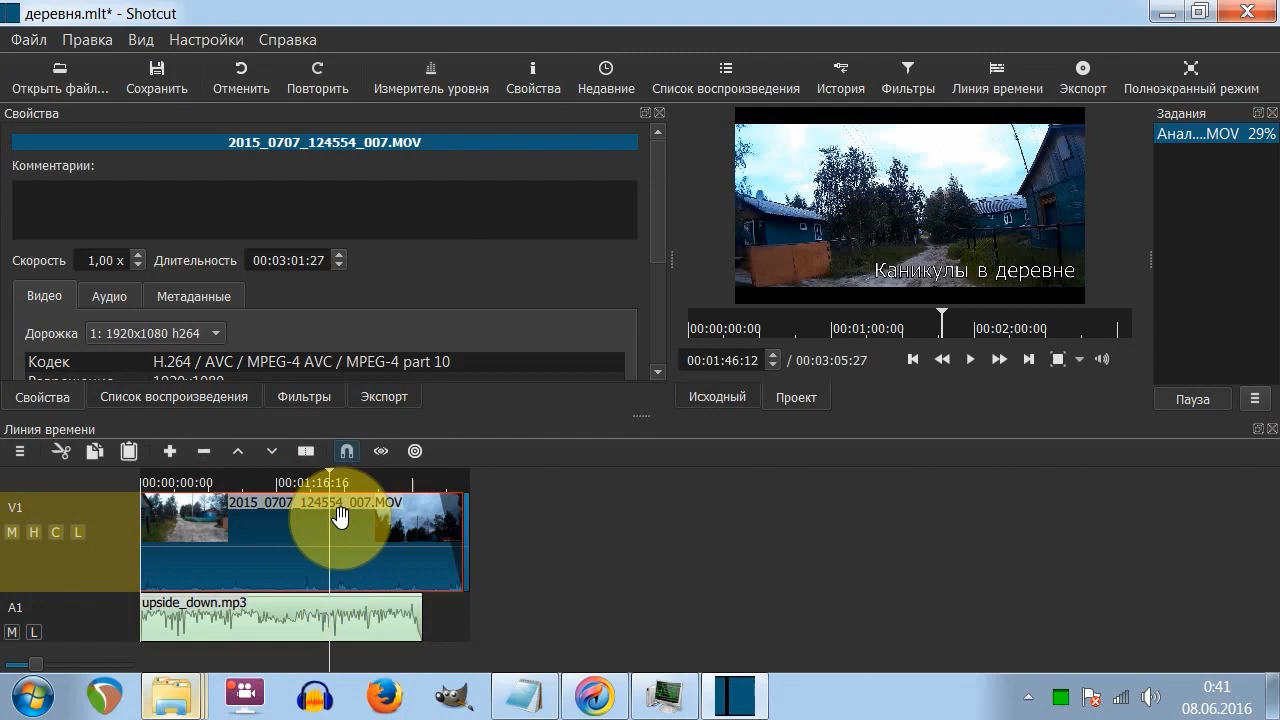 деревня.mlt* - Shotcut
Файл Правка Вид Настройки Справка
Открыть файл... Сохранить Отменить Повторить Измеритель уровня Свойства Недавние Список воспроизведения История Фильтры Линия времени Экспорт Полноэкранный режим
Свойства
2015_0707_124554_007.MOV
Комментарии:
Скорость 1,00 x Длительность 00:03:01:27
Видео Аудио Метаданные
Дорожка 1: 1920x1080 h264
Кодек H.264 / AVC / MPEG-4 AVC / MPEG-4 part 10
Разрешение 1920x1080
Свойства Список воспроизведения Фильтры Экспорт
Каникулы в деревне
00:00:00:00 00:01:00:00 00:02:00:00
00:01:46:12 / 00:03:05:27
Исходный Проект
Задания
Анал....MOV 29%
Пауза
Линия времени
00:00:00:00 00:01:16:16
V1
2015_0707_124554_007.MOV
M H C L
A1
upside_down.mp3
M L
0:41
08.06.2016